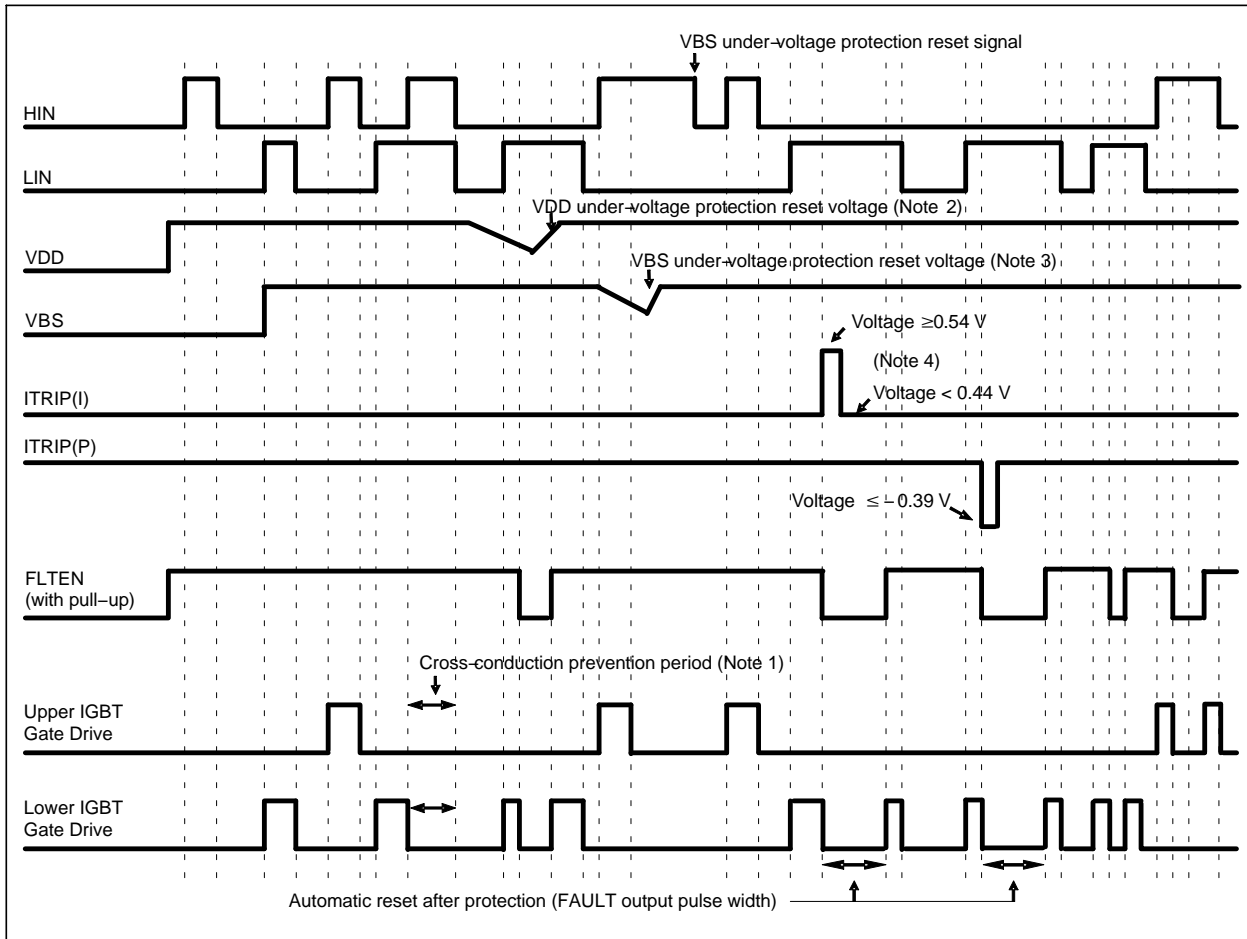 VBS under-voltage protection reset signal
HIN
LIN
VDD under-voltage protection reset voltage (Note 2)
VDD
VBS under-voltage protection reset voltage (Note 3)
VBS
Voltage ≥0.54 V
(Note 4)
Voltage < 0.44 V
ITRIP(I)
ITRIP(P)
Voltage ≤ -0.39 V
FLTEN
(with pull-up)
Cross-conduction prevention period (Note 1)
Upper IGBT
Gate Drive
Lower IGBT
Gate Drive
Automatic reset after protection (FAULT output pulse width)